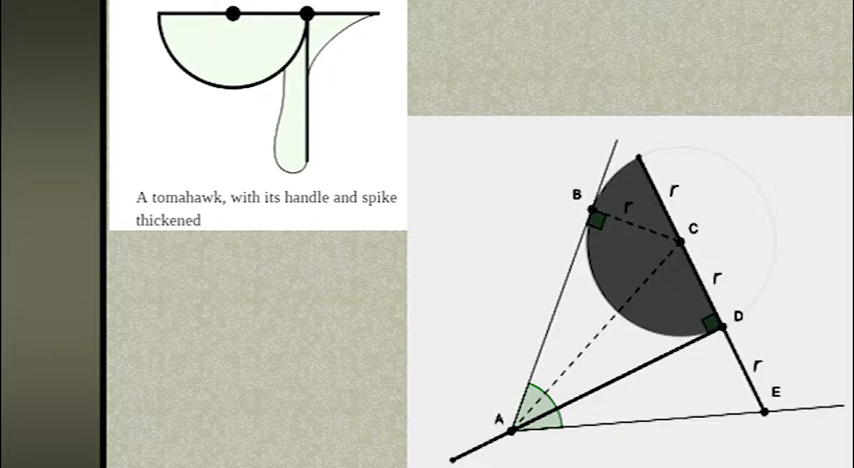 A tomahawk, with its handle and spike
thickened
B
r
r
C
r
D
r
E
A